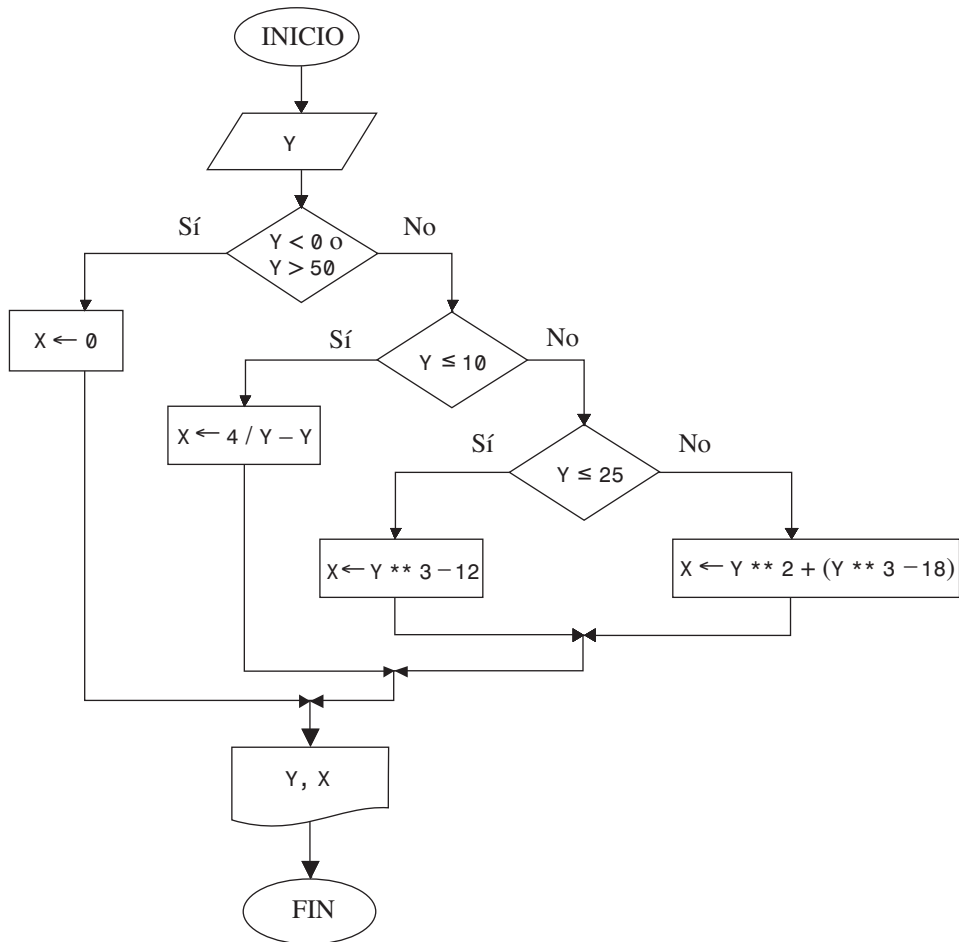 INICIO
Y
Sí
No
Y < 0 o
Y > 50
X ← 0
Sí
No
Y ≤ 10
X ← 4 / Y – Y
Sí
No
Y ≤ 25
X ← Y ** 3 – 12
X ← Y ** 2 + (Y ** 3 – 18)
Y, X
FIN